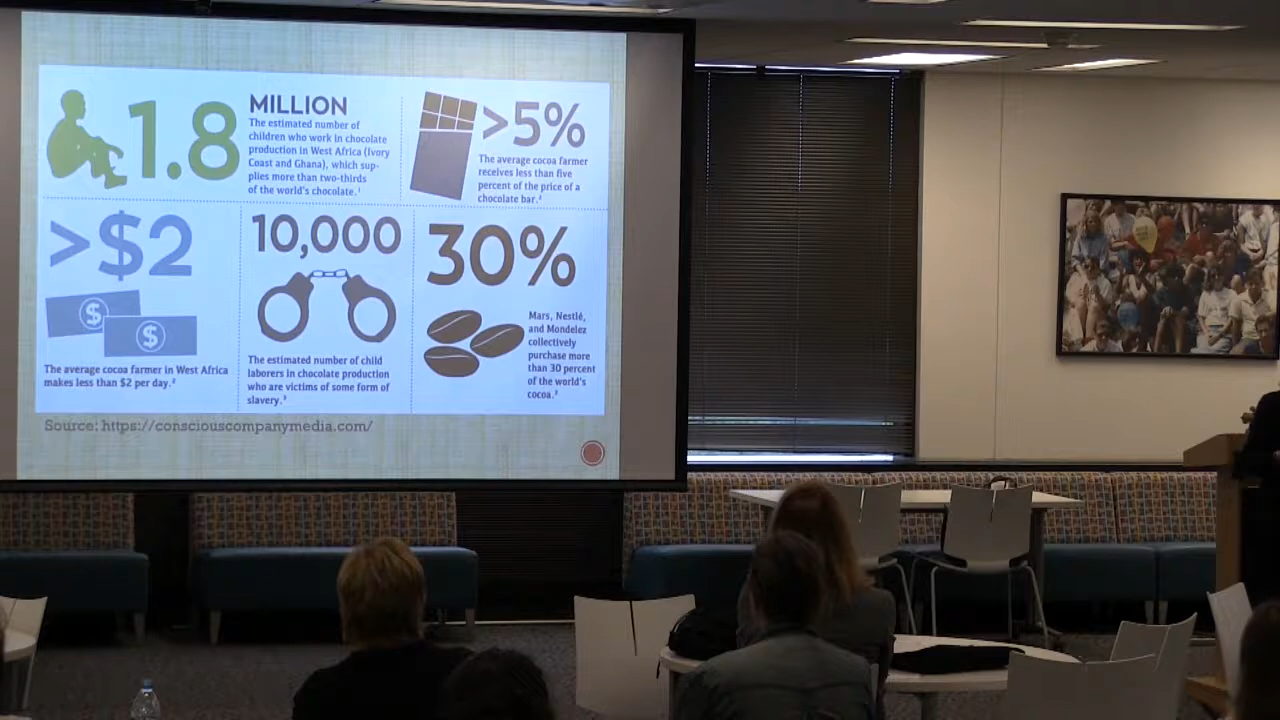 1.8
MILLION
The estimated number of
children who work in chocolate
production in West Africa (Ivory
Coast and Ghana), which sup-
plies more than two-thirds
of the world's chocolate.¹
>5%
The average cocoa farmer
receives less than five
percent of the price of a
chocolate bar.²
>$2
$
$
The average cocoa farmer in West Africa
makes less than $2 per day.²
10,000
The estimated number of child
laborers in chocolate production
who are victims of some form of
slavery.³
30%
Mars, Nestlé,
and Mondelez
collectively
purchase more
than 30 percent
of the world's
cocoa.²
Source: https://consciouscompanymedia.com/